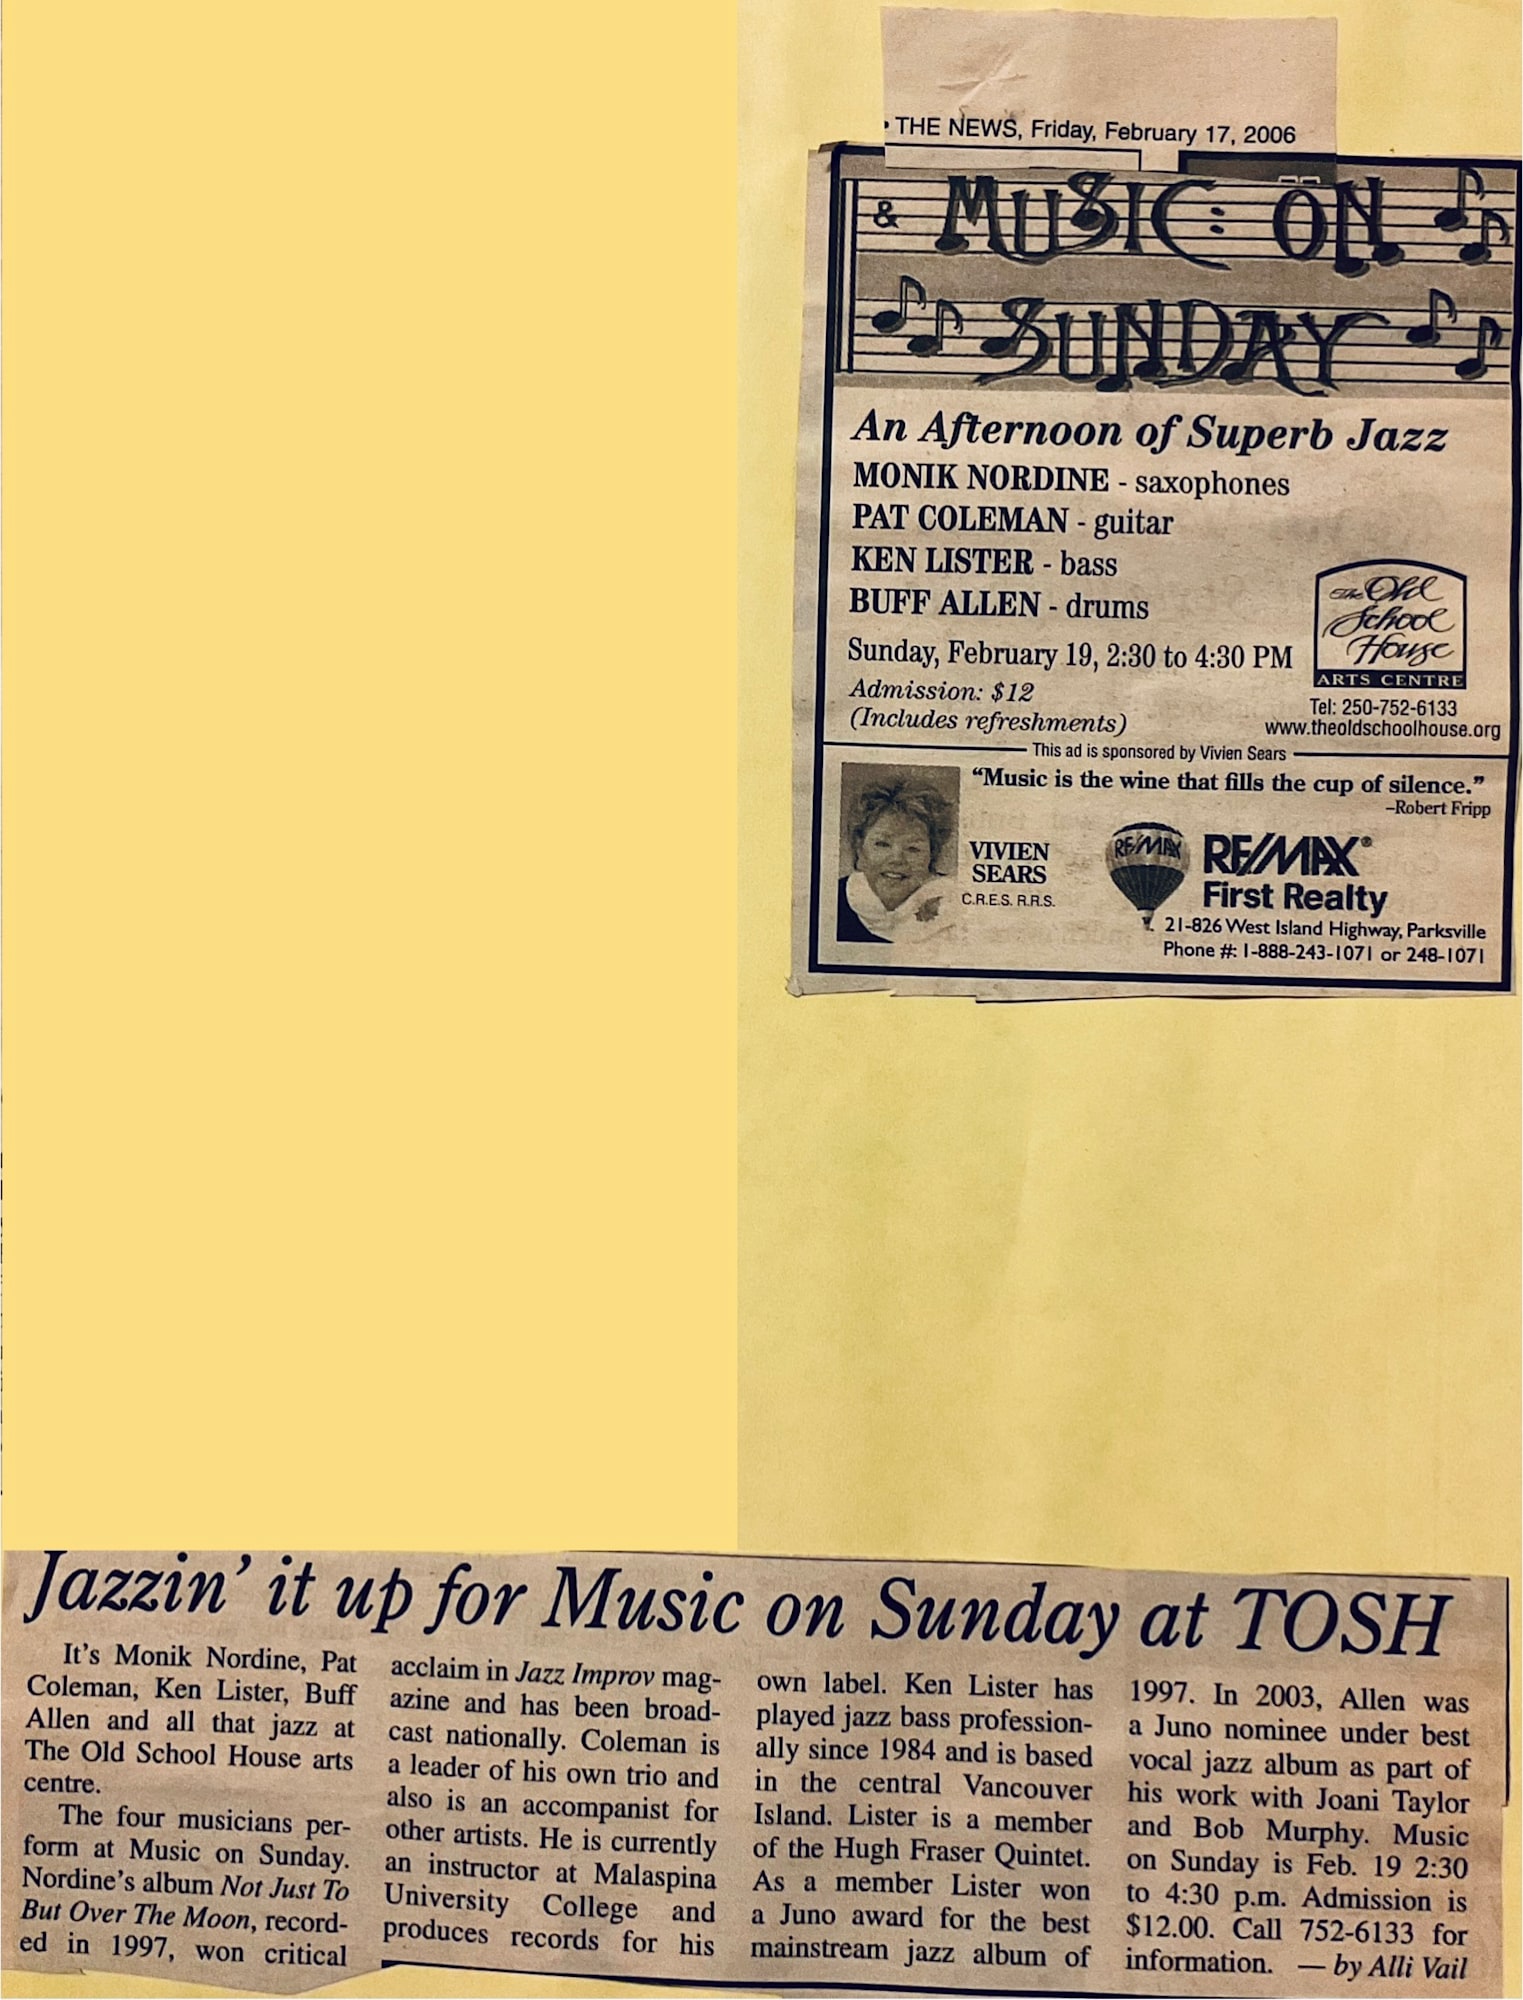 THE NEWS, Friday, February 17, 2006
& MUSIC ON
SUNDAY
An Afternoon of Superb Jazz
MONIK NORDINE - saxophones
PAT COLEMAN - guitar
KEN LISTER - bass
BUFF ALLEN - drums
Sunday, February 19, 2:30 to 4:30 PM
Admission: $12
(Includes refreshments)
The Old
School
House
ARTS CENTRE
Tel: 250-752-6133
www.theoldschoolhouse.org
This ad is sponsored by Vivien Sears
“Music is the wine that fills the cup of silence.”
–Robert Fripp
VIVIEN
SEARS
C.R.E.S. R.R.S.
RE/MAX
RE/MAX®
First Realty
21-826 West Island Highway, Parksville
Phone #: 1-888-243-1071 or 248-1071
Jazzin’ it up for Music on Sunday at TOSH
It’s Monik Nordine, Pat
Coleman, Ken Lister, Buff
Allen and all that jazz at
The Old School House arts
centre.
The four musicians per-
form at Music on Sunday.
Nordine’s album Not Just To
But Over The Moon, record-
ed in 1997, won critical
acclaim in Jazz Improv mag-
azine and has been broad-
cast nationally. Coleman is
a leader of his own trio and
also is an accompanist for
other artists. He is currently
an instructor at Malaspina
University College and
produces records for his
own label. Ken Lister has
played jazz bass profession-
ally since 1984 and is based
in the central Vancouver
Island. Lister is a member
of the Hugh Fraser Quintet.
As a member Lister won
a Juno award for the best
mainstream jazz album of
1997. In 2003, Allen was
a Juno nominee under best
vocal jazz album as part of
his work with Joani Taylor
and Bob Murphy. Music
on Sunday is Feb. 19 2:30
to 4:30 p.m. Admission is
$12.00. Call 752-6133 for
information. — by Alli Vail